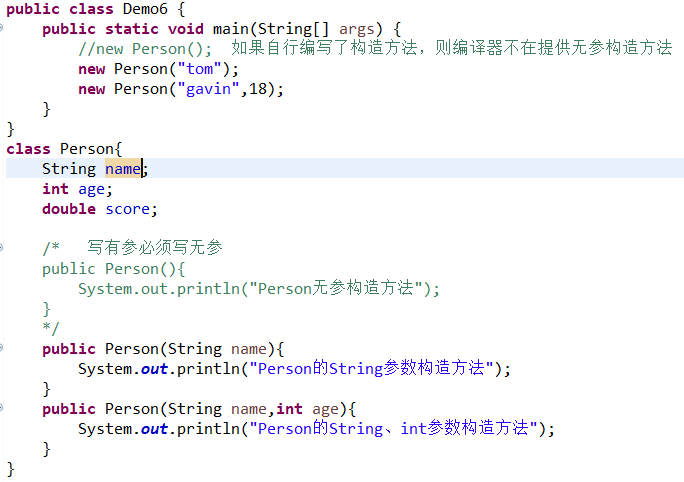 public class Demo6 {
    public static void main(String[] args) {
        //new Person();  如果自行编写了构造方法，则编译器不在提供无参构造方法
        new Person("tom");
        new Person("gavin",18);
    }
}
class Person{
    String name;
    int age;
    double score;

    /*   写有参必须写无参
    public Person(){
        System.out.println("Person无参构造方法");
    }
    */
    public Person(String name){
        System.out.println("Person的String参数构造方法");
    }
    public Person(String name,int age){
        System.out.println("Person的String、int参数构造方法");
    }
}